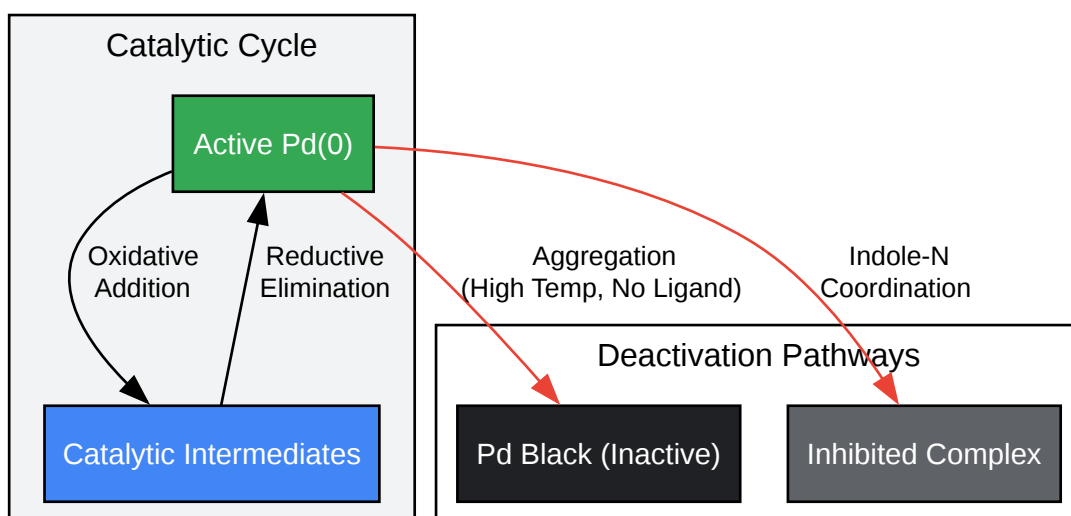 Catalytic Cycle
Active Pd(0)
Oxidative
Addition
Reductive
Elimination
Aggregation
(High Temp, No Ligand)
Indole-N
Coordination
Deactivation Pathways
Catalytic Intermediates
Pd Black (Inactive)
Inhibited Complex